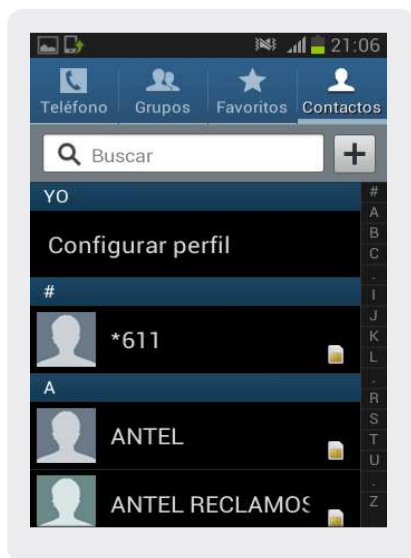 21:06
Teléfono Grupos Favoritos Contactos
Buscar
YO
Configurar perfil
#
*611
A
ANTEL
ANTEL RECLAMOS
#
A
B
C
.
I
J
K
L
.
R
S
T
U
.
Z